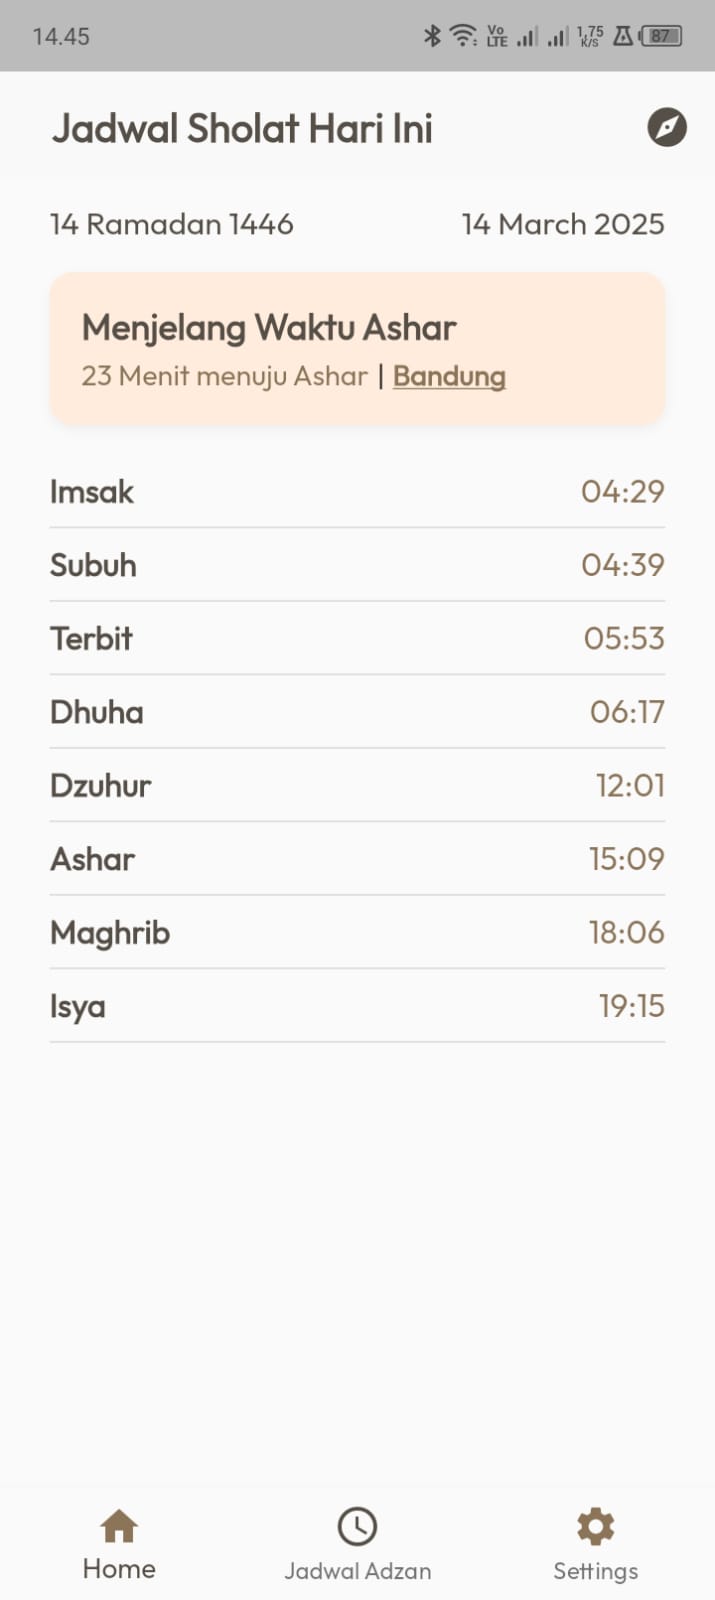 14.45 Vo LTE 1,75 K/S 87
Jadwal Sholat Hari Ini
14 Ramadan 1446 14 March 2025
Menjelang Waktu Ashar
23 Menit menuju Ashar | Bandung
Imsak 04:29
Subuh 04:39
Terbit 05:53
Dhuha 06:17
Dzuhur 12:01
Ashar 15:09
Maghrib 18:06
Isya 19:15
Home Jadwal Adzan Settings